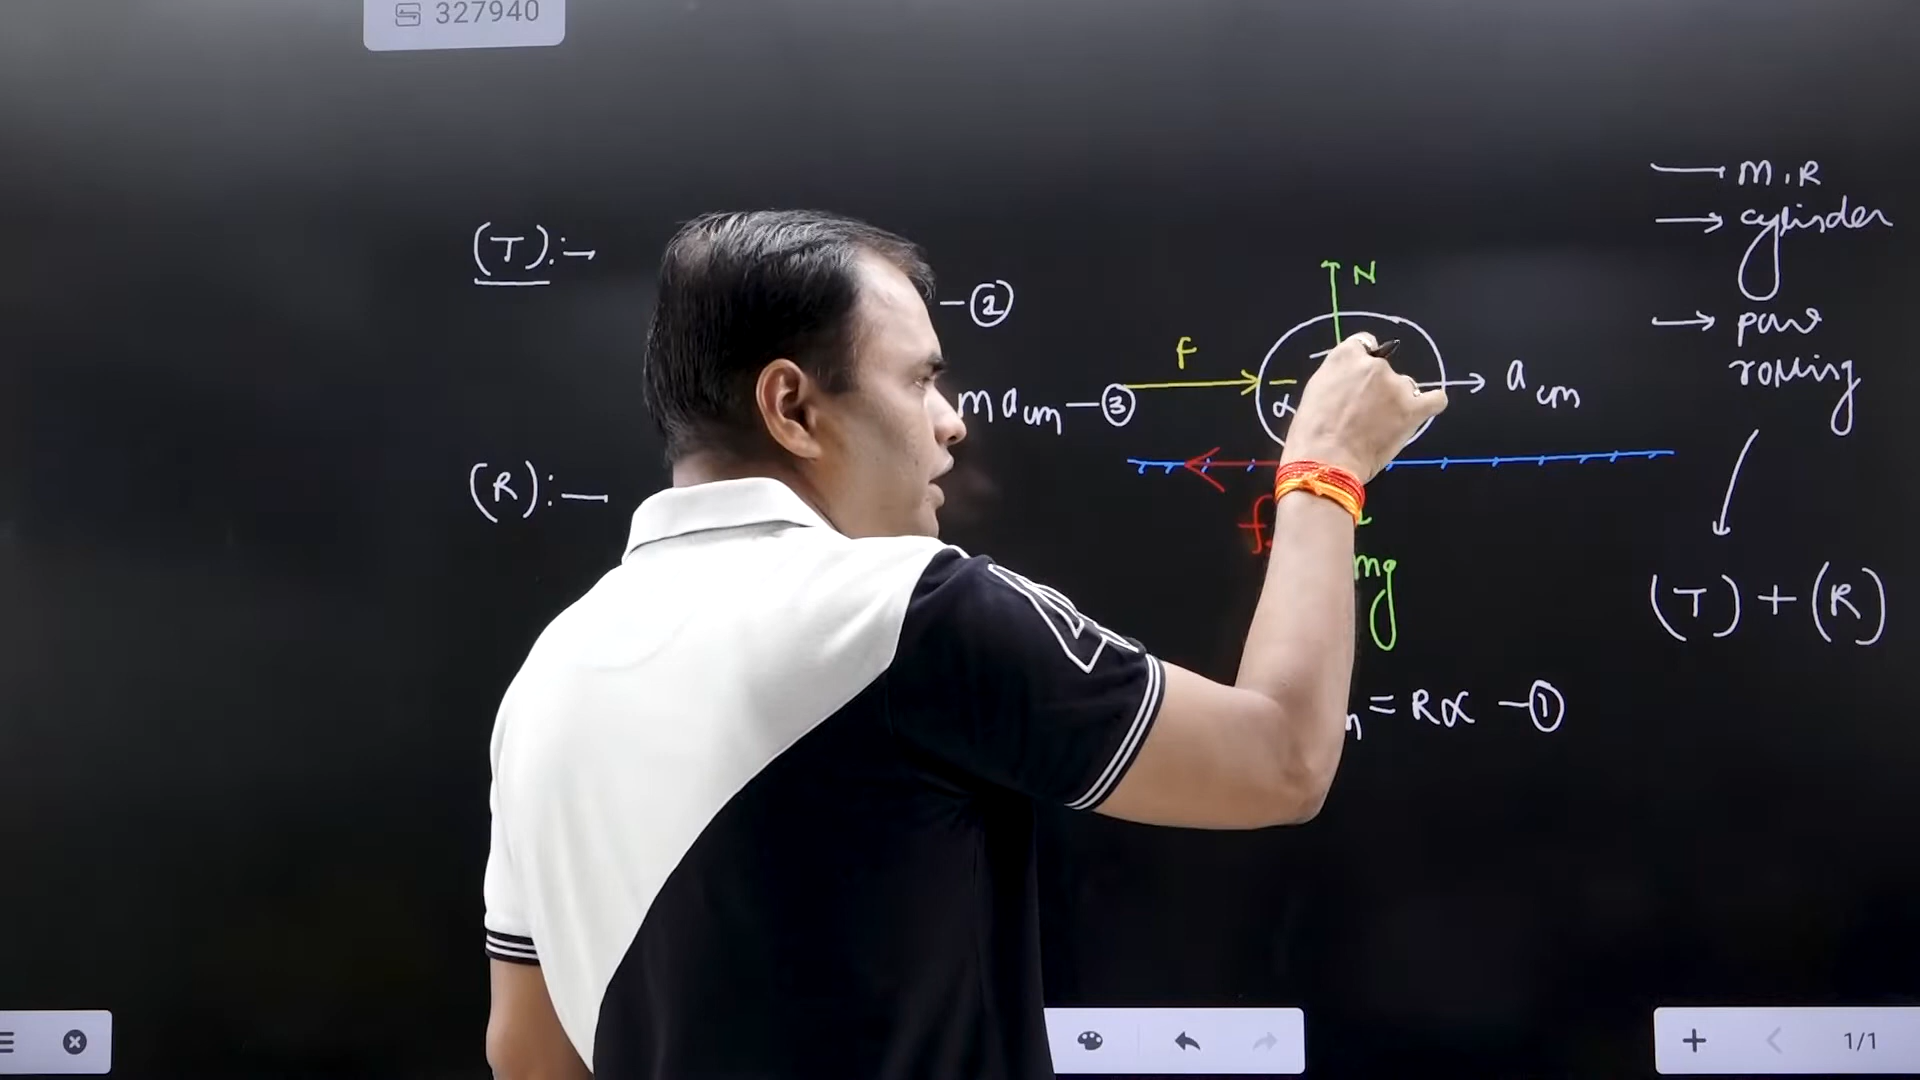 327940
(T):-
- ②
ma_cm - ③
(R):-
F
N
α
a_cm
f
mg
= Rα - ①
— M, R
→ cylinder
→ pure
rolling
(T) + (R)
1/1